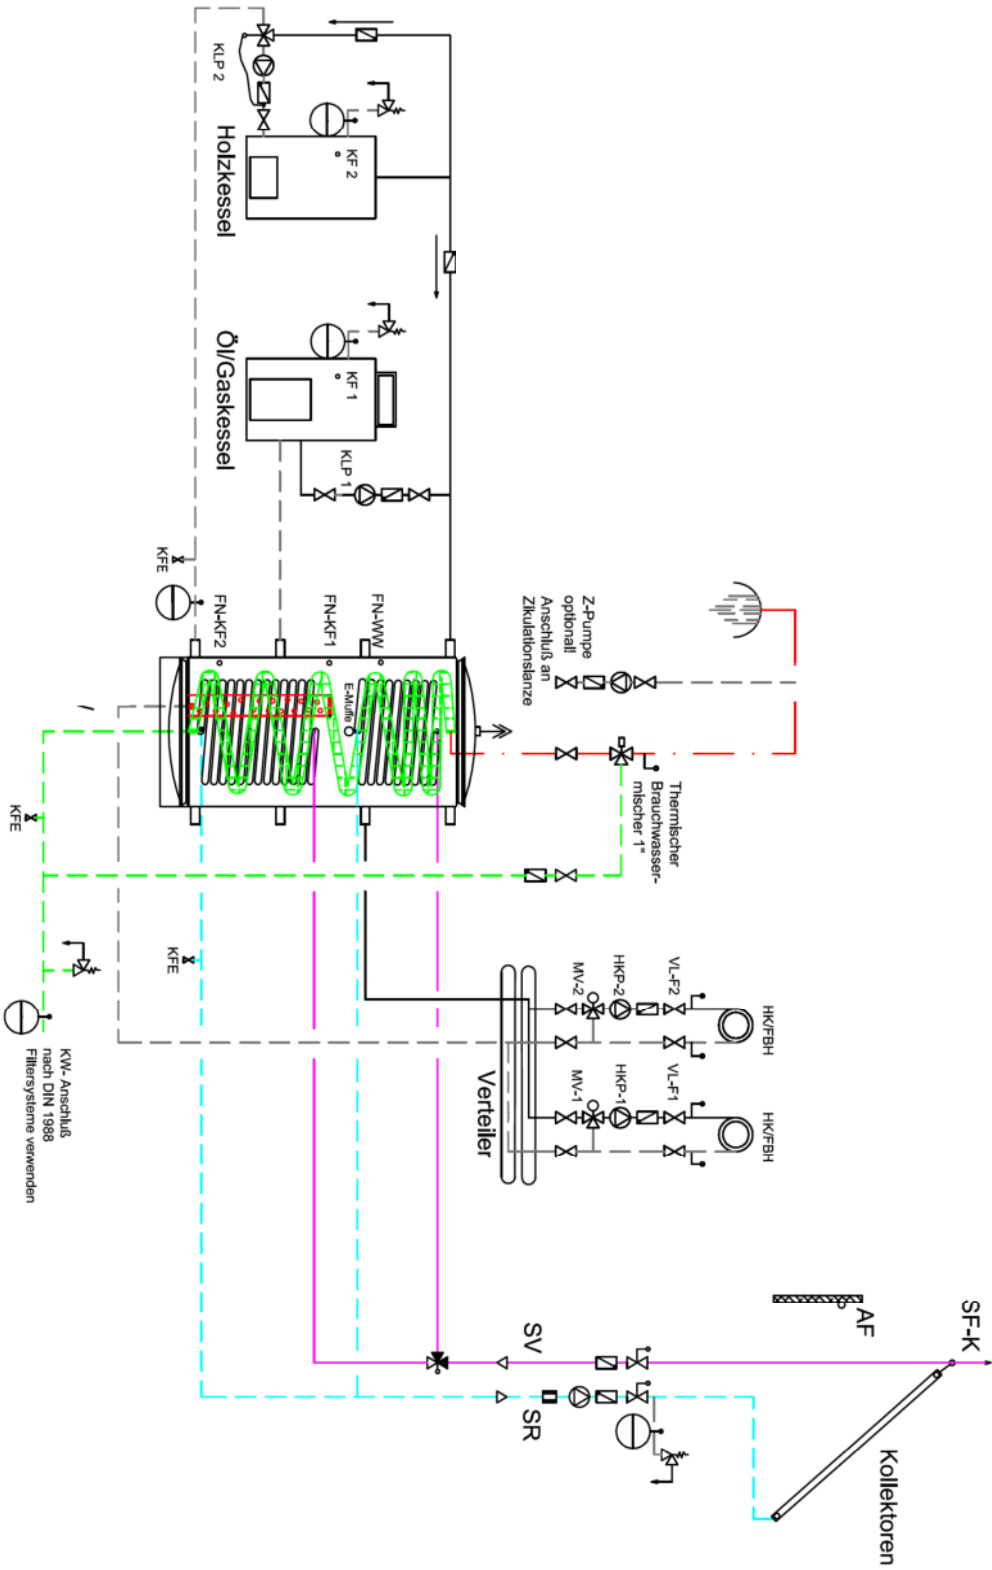 SF-K
AF
Kollektoren
SV
SR
HK/FBH
HK/FBH
VL-F2
VL-F1
HKP-2
HKP-1
MV-2
MV-1
Verteiler
Thermischer
Brauchwasser-
mischer 1"
Z-Pumpe
optional!
Anschluß an
Zikulationslanze
KLP 2
KF 2
Holzkessel
KF 1
Öl/Gaskessel
KLP 1
FN-WW
FN-KF1
FN-KF2
E-Muffe
KFE
KFE
KFE
KW- Anschluß
nach DIN 1988
Filtersysteme verwenden